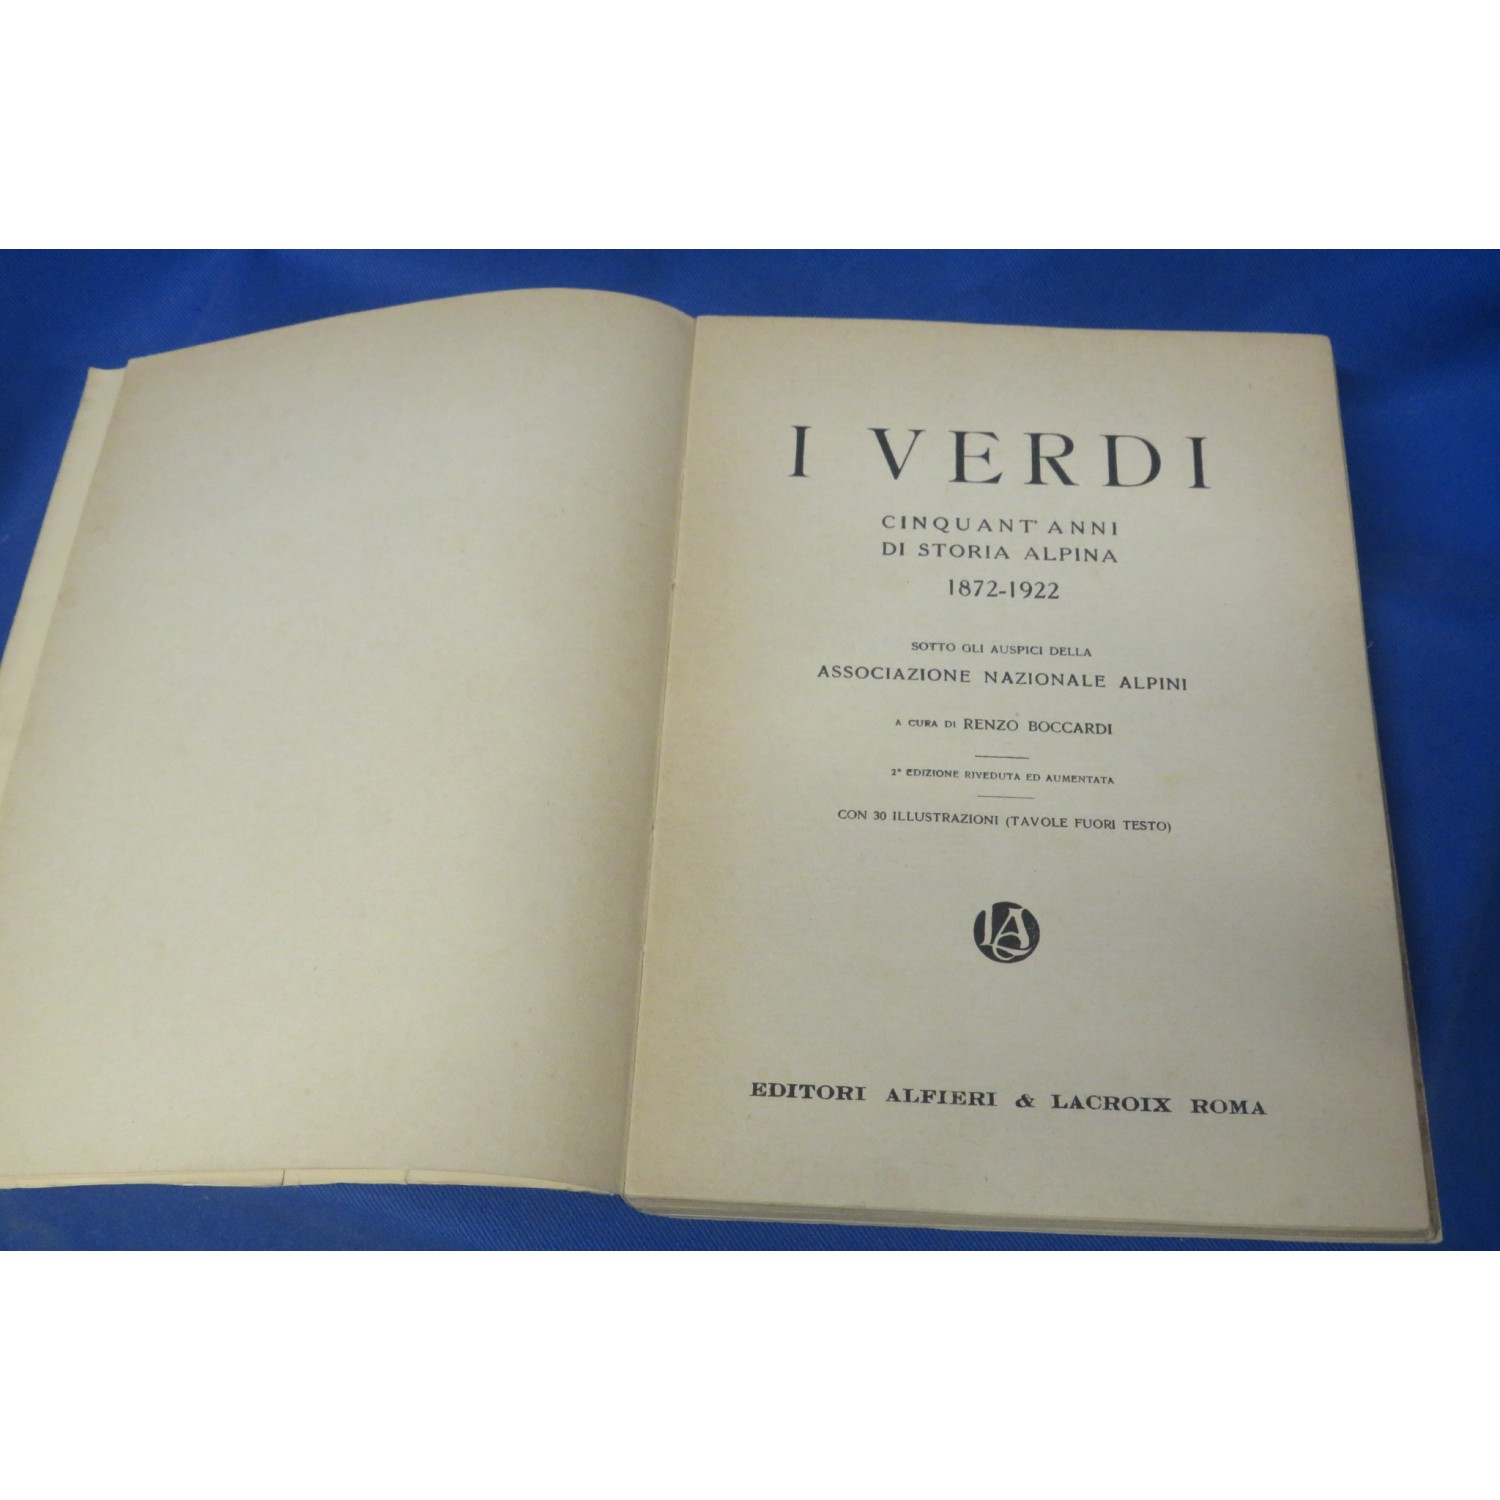 I VERDI
CINQUANT' ANNI
DI STORIA ALPINA
1872-1922
SOTTO GLI AUSPICI DELLA
ASSOCIAZIONE NAZIONALE ALPINI
A CURA DI RENZO BOCCARDI
2ª EDIZIONE RIVEDUTA ED AUMENTATA
CON 30 ILLUSTRAZIONI (TAVOLE FUORI TESTO)
LA
EDITORI ALFIERI & LACROIX ROMA